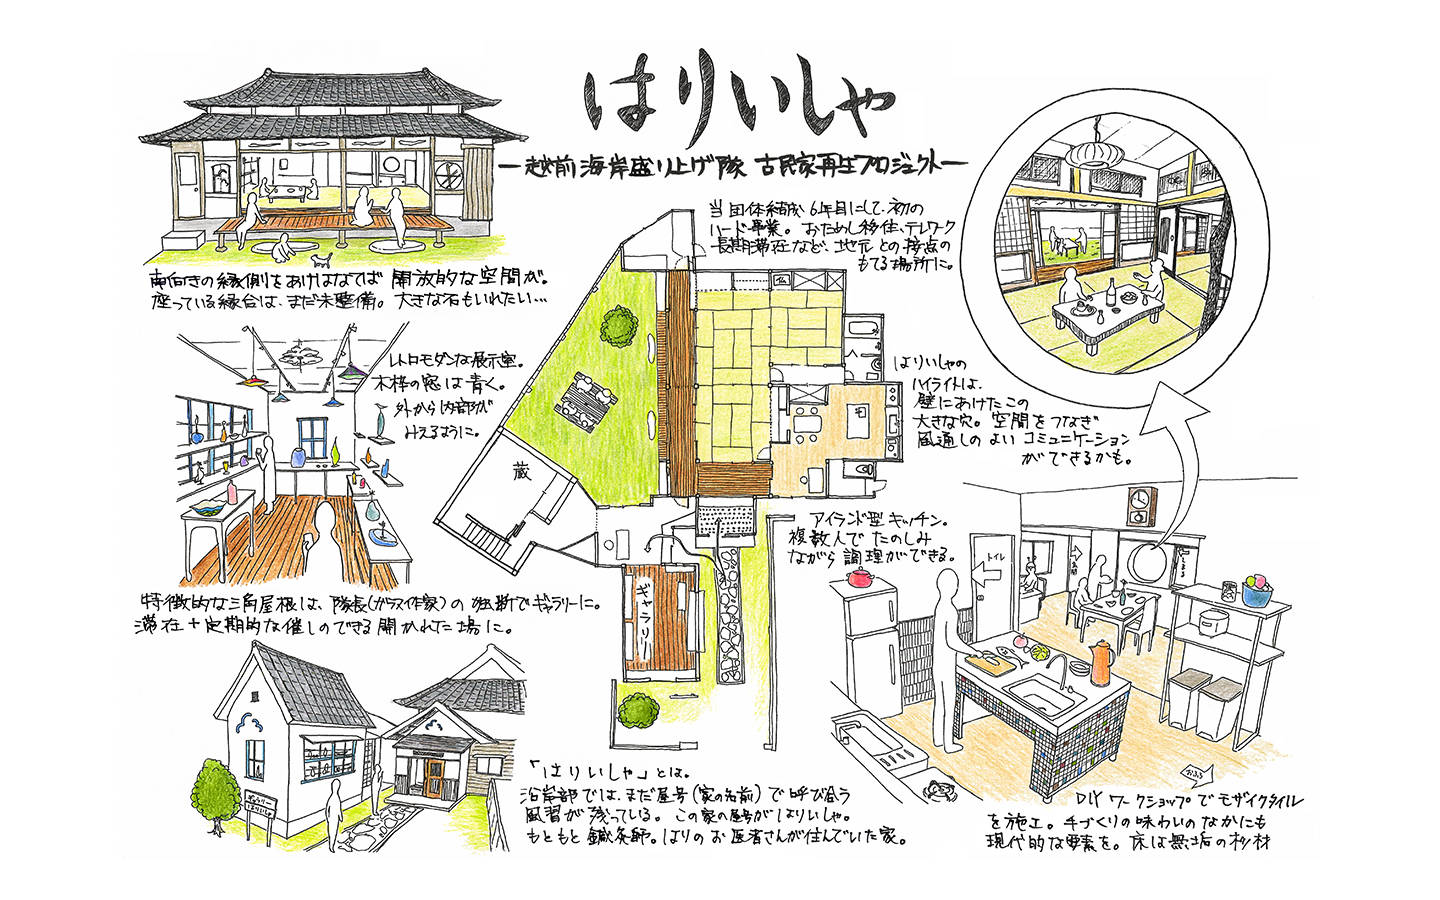 はりいしゃ
ー越前海岸盛り上げ隊 古民家再生プロジェクトー
当団体結成6年目にして、初の
ハード事業。おためし移住、テレワーク
長期滞在など、地元との接点の
もてる場所に。
南向きの縁側をあけはなてば 開放的な空間が。
座っている縁台は、まだ未整備。大きな石もいれたい…
レトロモダンな展示室。
木枠の窓は青く。
外から内部が
みえるように。
はりいしゃの
ハイライトは、
壁にあけたこの
大きな穴。空間をつなぎ
風通しのよいコミュニケーション
ができるかも。
仏
蔵
ギャラリー
アイランド型キッチン。
複数人でたのしみ
ながら調理ができる。
特徴的な三角屋根は、隊長(ガラス作家)の独断でギャラリーに。
滞在+定期的な催しのできる開かれた場に。
トイレ
玄関
おふろ
ギャラリー
はりいしゃ
「はりいしゃ」とは。
沿岸部では、まだ屋号(家の名前)で呼び合う
風習が残っている。この家の屋号がはりいしゃ。
もともと鍼灸師。はりのお医者さんが住んでいた家。
DIYワークショップでモザイクタイル
を施工。手づくりの味わいのなかにも
現代的な要素を。床は無垢の杉材